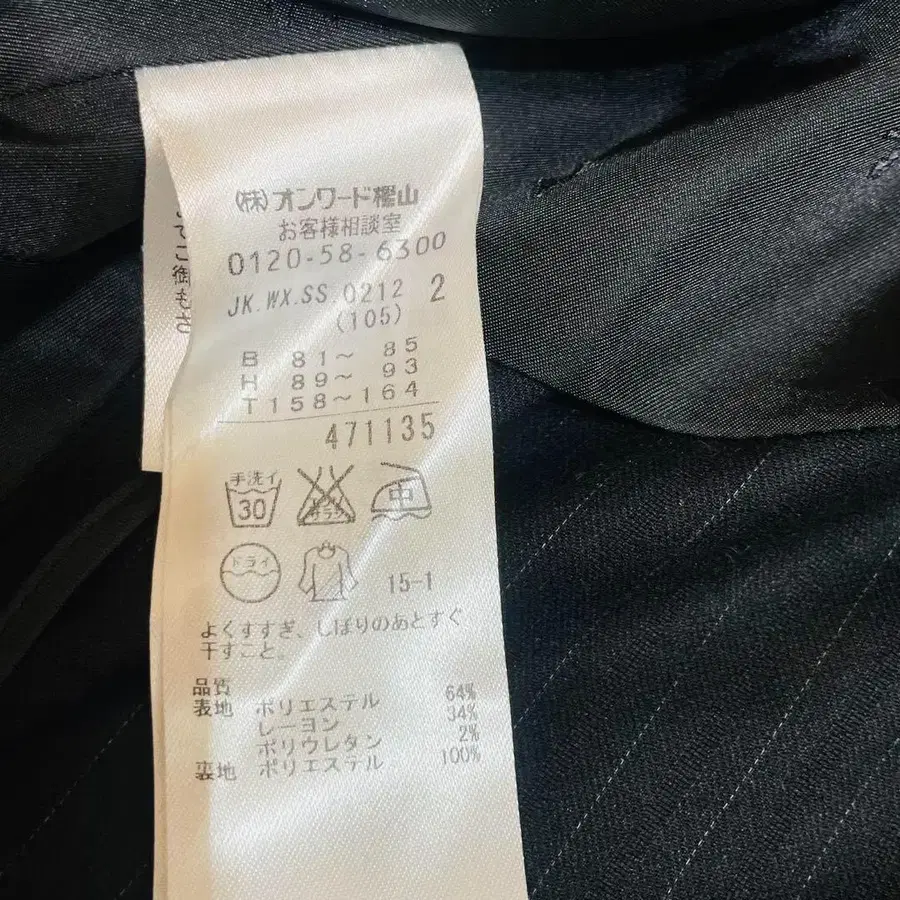 (株)オンワード樫山
お客様相談室
0120-58-6300
JK.WX.SS 0212 2
(105)
B 81～ 85
H 89～ 93
T 158～164
471135
手洗イ
30
中
ドライ
15-1
よくすすぎ、しぼりのあとすぐ
干すこと。
品質
表地 ポリエステル 64%
レーヨン 34%
ポリウレタン 2%
裏地 ポリエステル 100%